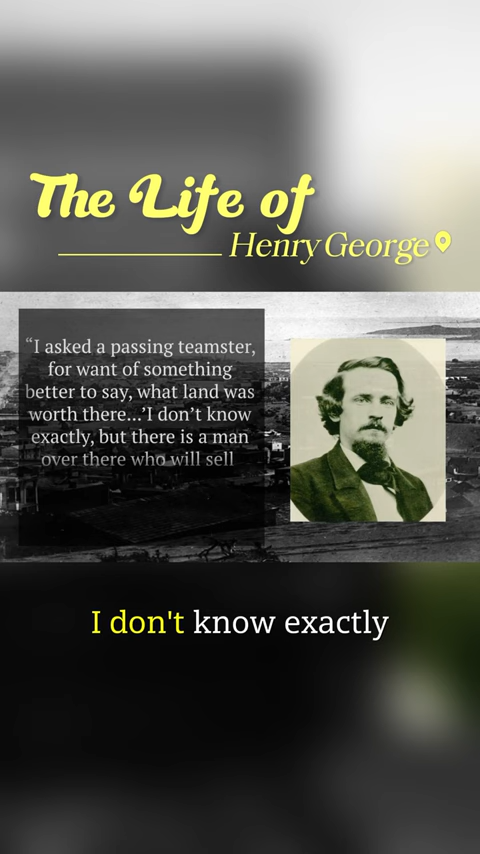 The Life of
Henry George
“I asked a passing teamster,
for want of something
better to say, what land was
worth there...’I don’t know
exactly, but there is a man
over there who will sell
I don't know exactly